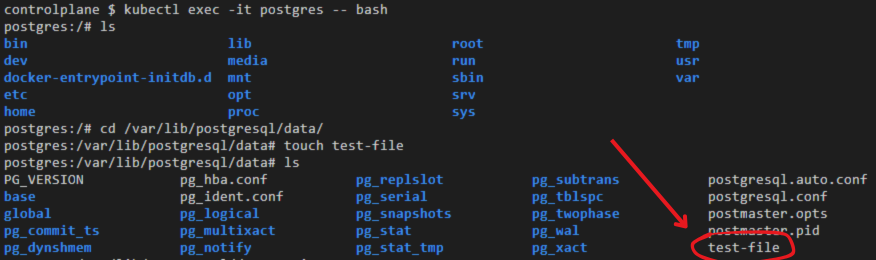 controlplane $ kubectl exec -it postgres -- bash
postgres:/# ls
bin lib root tmp
dev media run usr
docker-entrypoint-initdb.d mnt sbin var
etc opt srv
home proc sys
postgres:/# cd /var/lib/postgresql/data/
postgres:/var/lib/postgresql/data# touch test-file
postgres:/var/lib/postgresql/data# ls
PG_VERSION pg_hba.conf pg_replslot pg_subtrans postgresql.auto.conf
base pg_ident.conf pg_serial pg_tblspc postgresql.conf
global pg_logical pg_snapshots pg_twophase postmaster.opts
pg_commit_ts pg_multixact pg_stat pg_wal postmaster.pid
pg_dynshmem pg_notify pg_stat_tmp pg_xact test-file